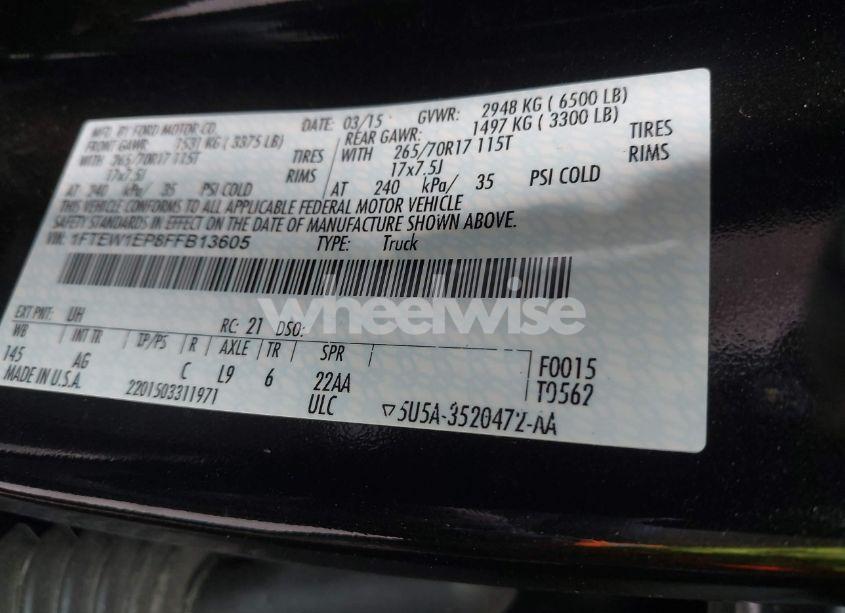 MFD. BY FORD MOTOR CO. DATE: 03/15 GVWR: 2948 KG ( 6500 LB)
FRONT GAWR: 1531 KG ( 3375 LB) REAR GAWR: 1497 KG ( 3300 LB)
WITH 265/70R17 115T TIRES WITH 265/70R17 115T TIRES
17x7.5J RIMS 17x7.5J RIMS
AT 240 kPa/ 35 PSI COLD AT 240 kPa/ 35 PSI COLD
THIS VEHICLE CONFORMS TO ALL APPLICABLE FEDERAL MOTOR VEHICLE
SAFETY STANDARDS IN EFFECT ON THE DATE OF MANUFACTURE SHOWN ABOVE.
VIN: 1FTEW1EP8FFB13605 TYPE: Truck
wheelwise
EXT PNT: UH RC: 21 DSO:
WB INT TR TP/PS R AXLE TR SPR
145 AG C L9 6 22AA F0015
MADE IN U.S.A. 2201503311971 ULC T0562
▽5U5A-3520472-AA